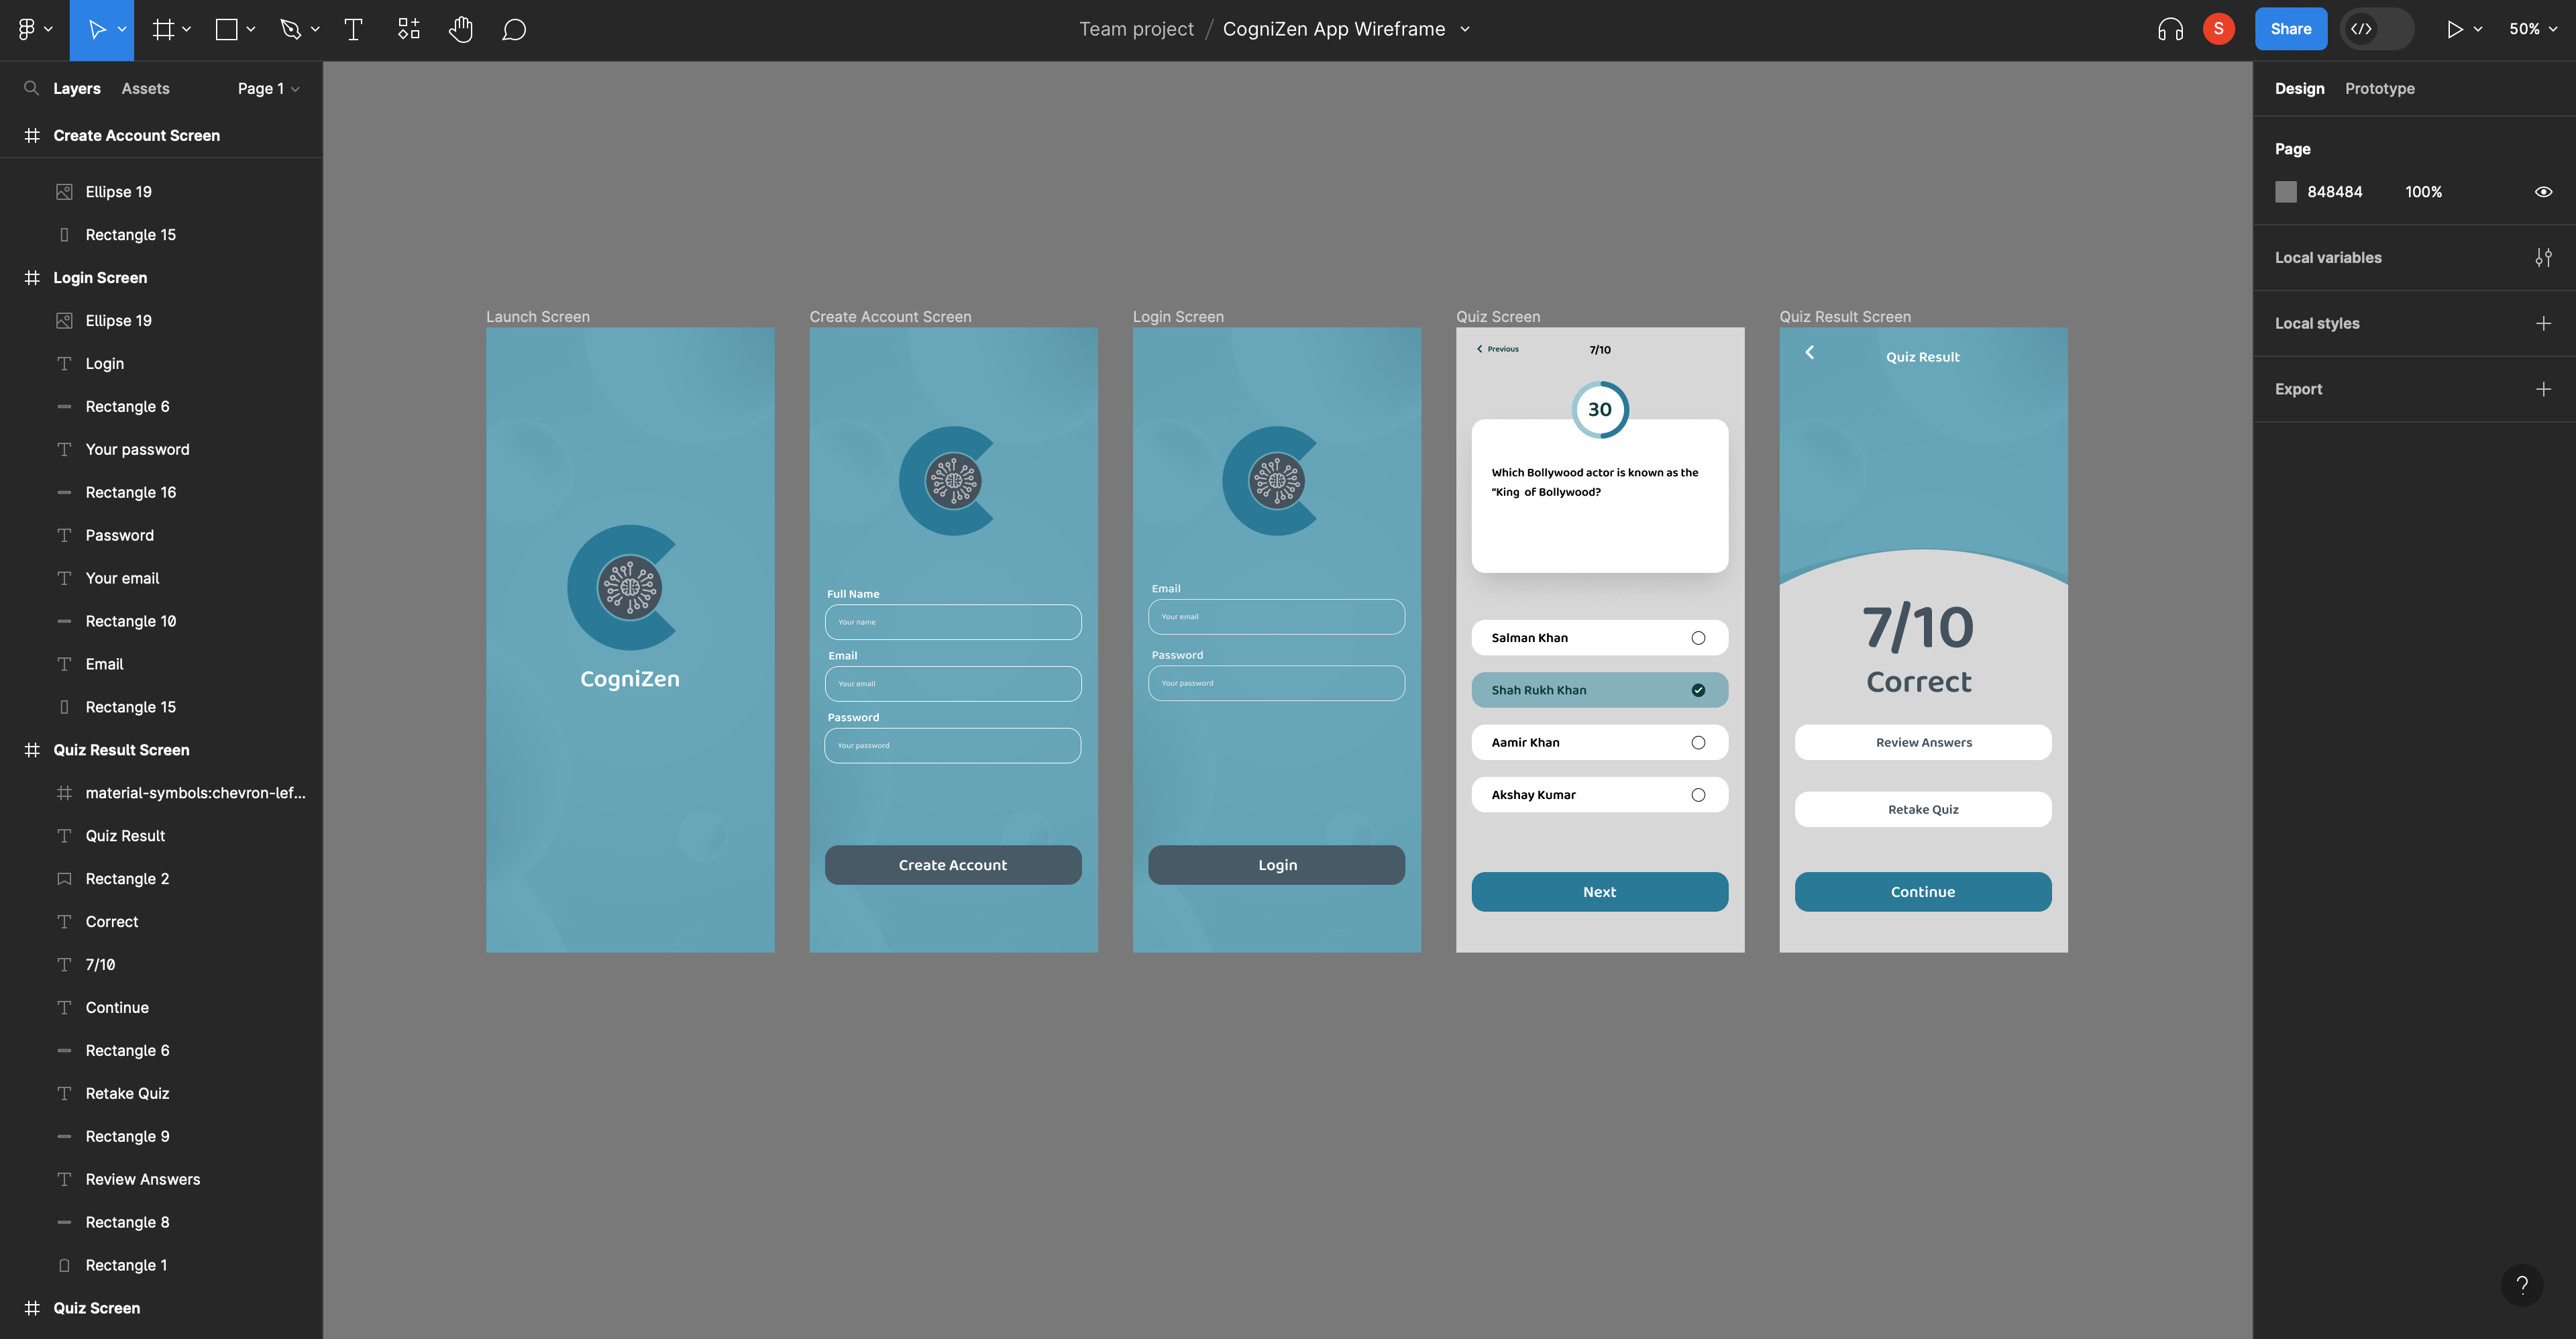 Team project / CogniZen App Wireframe
S
Share
50%
Layers
Assets
Page 1
Create Account Screen
Ellipse 19
Rectangle 15
Login Screen
Ellipse 19
Login
Rectangle 6
Your password
Rectangle 16
Password
Your email
Rectangle 10
Email
Rectangle 15
Quiz Result Screen
material-symbols:chevron-lef...
Quiz Result
Rectangle 2
Correct
7/10
Continue
Rectangle 6
Retake Quiz
Rectangle 9
Review Answers
Rectangle 8
Rectangle 1
Quiz Screen
Launch Screen
CogniZen
Create Account Screen
Full Name
Your name
Email
Your email
Password
Your password
Create Account
Login Screen
Email
Your email
Password
Your password
Login
Quiz Screen
Previous
7/10
30
Which Bollywood actor is known as the
“King of Bollywood?
Salman Khan
Shah Rukh Khan
Aamir Khan
Akshay Kumar
Next
Quiz Result Screen
Quiz Result
7/10
Correct
Review Answers
Retake Quiz
Continue
Design
Prototype
Page
848484
100%
Local variables
Local styles
Export
?